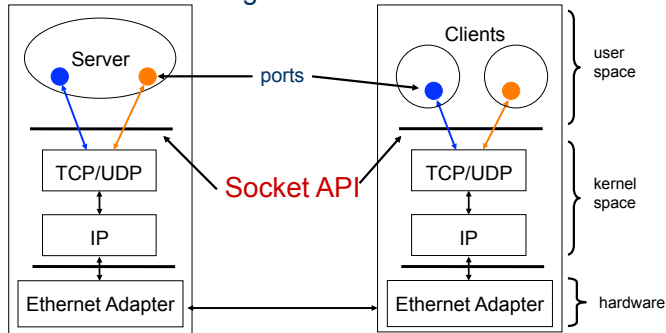 Server
Clients
ports
user
space
TCP/UDP
Socket API
TCP/UDP
kernel
space
IP
IP
Ethernet Adapter
Ethernet Adapter
hardware